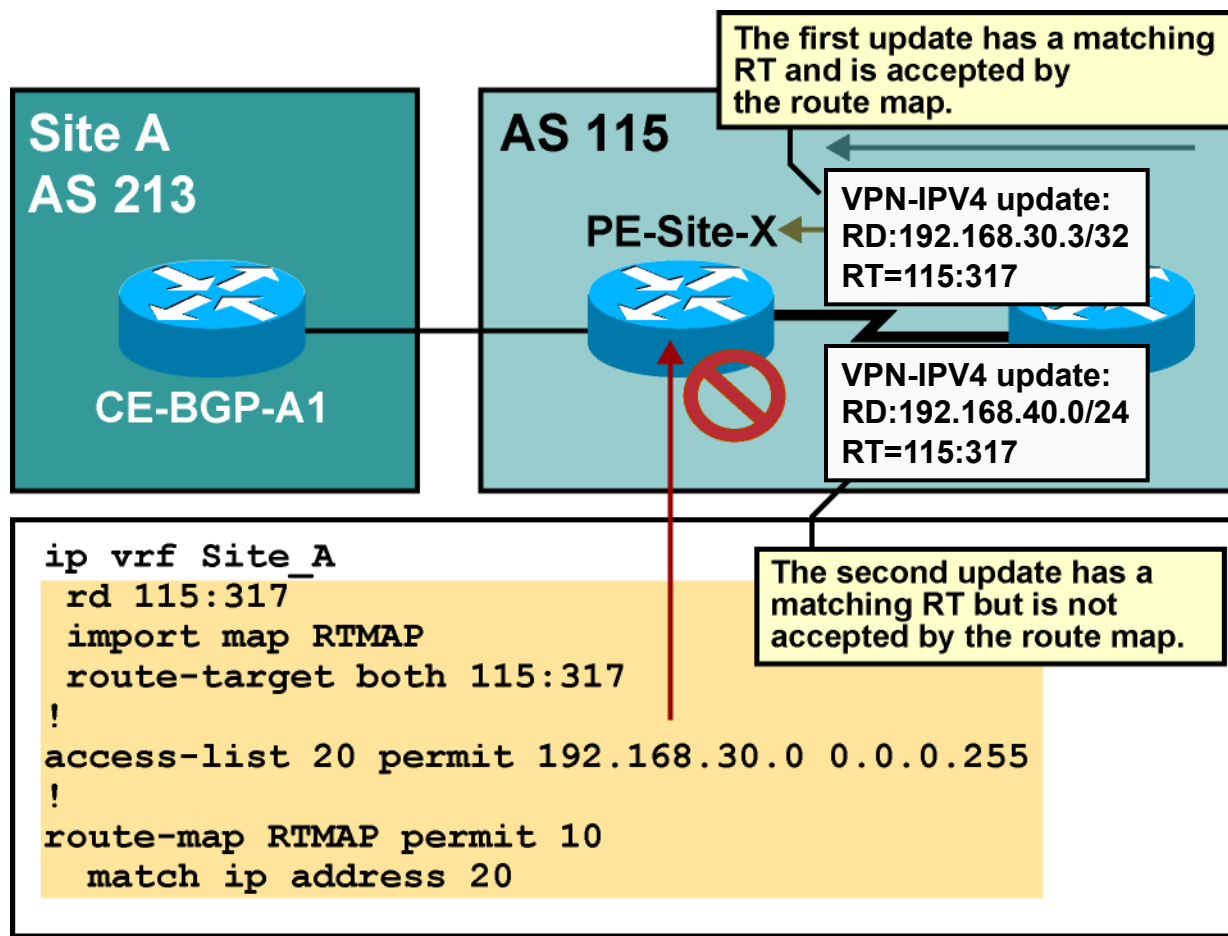 The first update has a matching
RT and is accepted by
the route map.
Site A
AS 213
AS 115
VPN-IPV4 update:
RD:192.168.30.3/32
RT=115:317
PE-Site-X
VPN-IPV4 update:
RD:192.168.40.0/24
RT=115:317
CE-BGP-A1
The second update has a
matching RT but is not
accepted by the route map.
ip vrf Site_A
rd 115:317
import map RTMAP
route-target both 115:317
!
access-list 20 permit 192.168.30.0 0.0.0.255
!
route-map RTMAP permit 10
match ip address 20